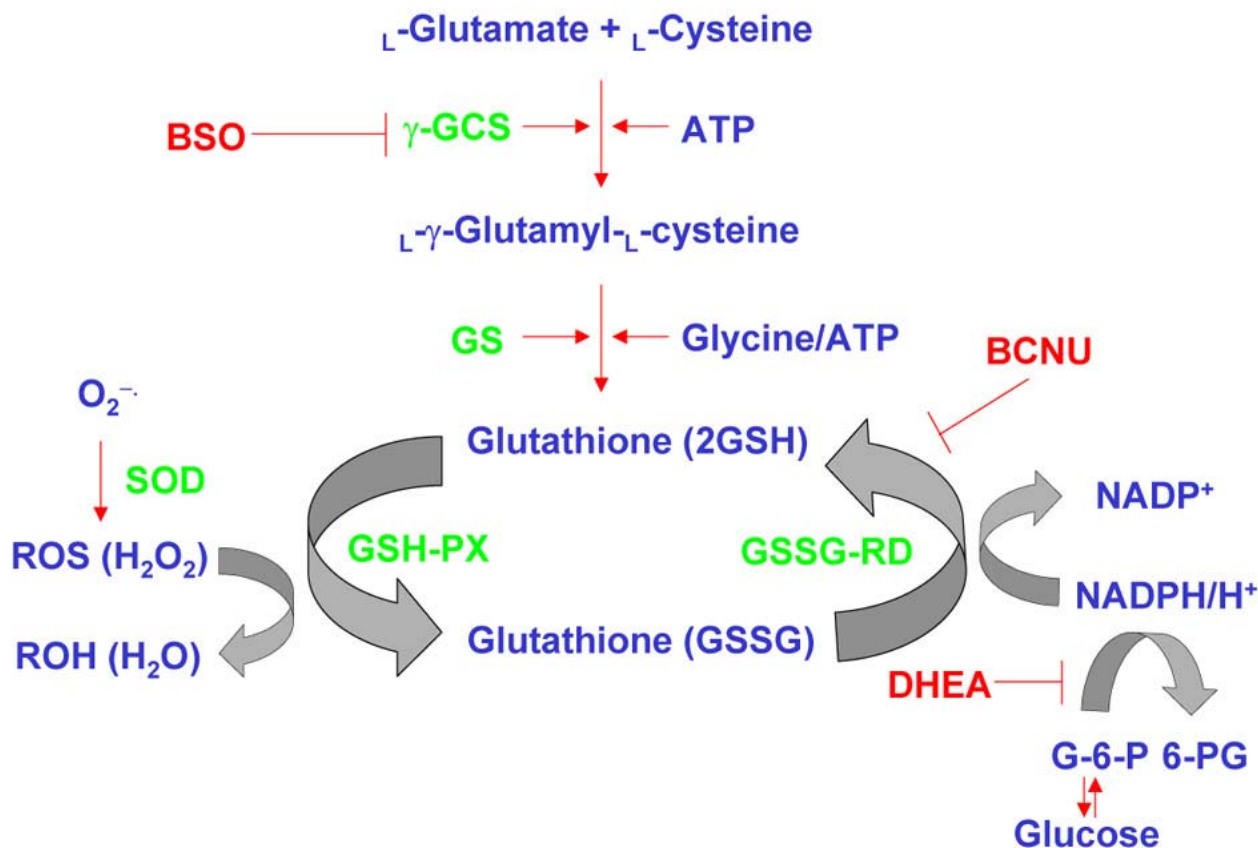 L-Glutamate + L-Cysteine
BSO γ-GCS ATP
L-γ-Glutamyl-L-cysteine
GS Glycine/ATP
BCNU
O₂⁻·
Glutathione (2GSH)
SOD
NADP⁺
ROS (H₂O₂) GSH-PX GSSG-RD
NADPH/H⁺
ROH (H₂O) Glutathione (GSSG)
DHEA
G-6-P 6-PG
Glucose